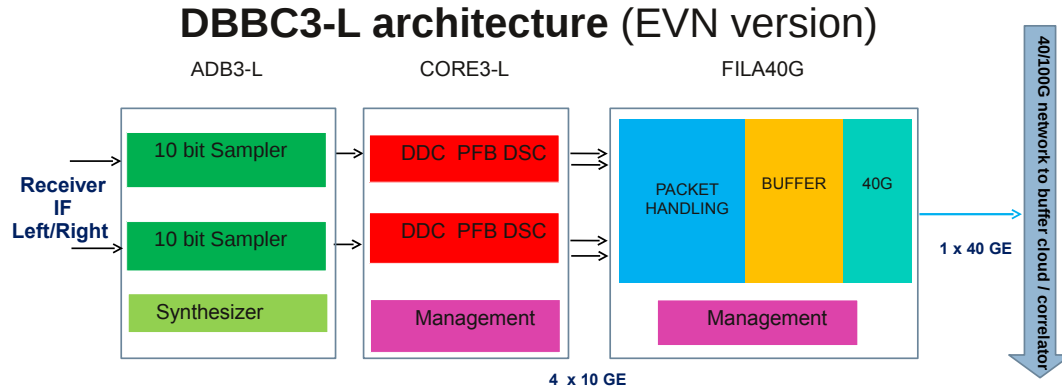 DBBC3-L architecture (EVN version)
ADB3-L
CORE3-L
FILA40G
Receiver
IF
Left/Right
10 bit Sampler
10 bit Sampler
Synthesizer
DDC PFB DSC
DDC PFB DSC
Management
4 x 10 GE
PACKET
HANDLING
BUFFER
40G
Management
1 x 40 GE
40/100G network to buffer cloud / correlator